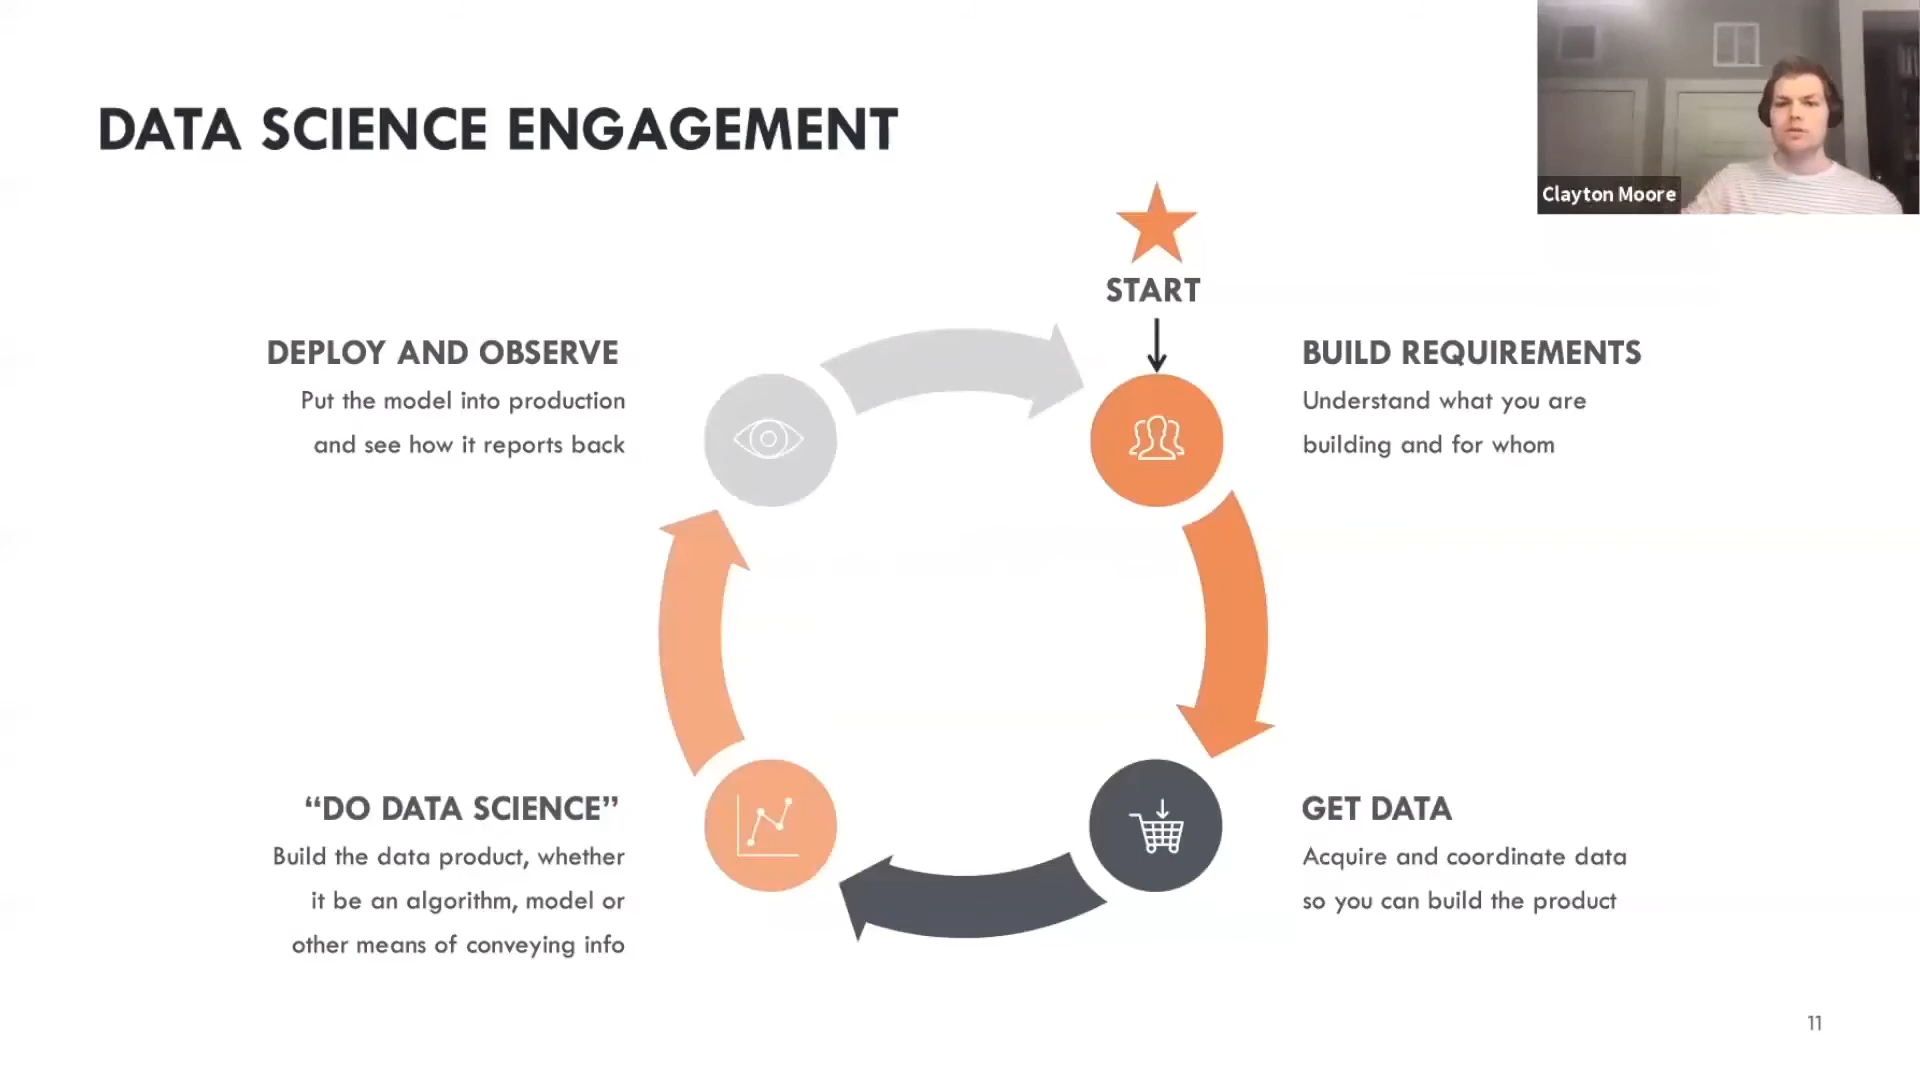 DATA SCIENCE ENGAGEMENT
Clayton Moore
START
DEPLOY AND OBSERVE
Put the model into production
and see how it reports back
BUILD REQUIREMENTS
Understand what you are
building and for whom
“DO DATA SCIENCE”
Build the data product, whether
it be an algorithm, model or
other means of conveying info
GET DATA
Acquire and coordinate data
so you can build the product
11